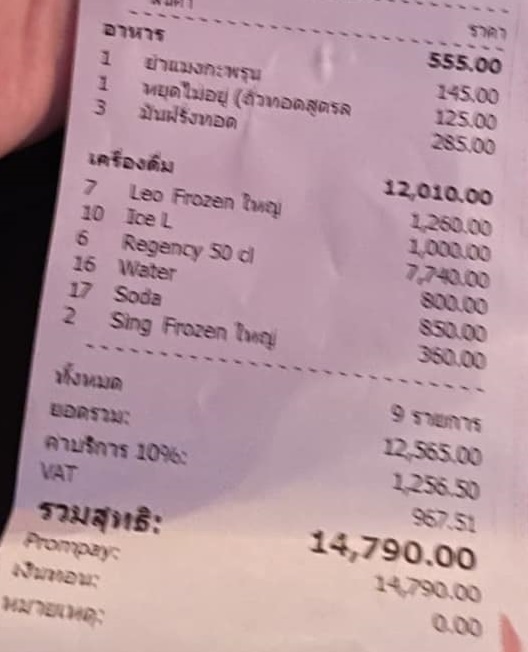 ราคา
อาหาร 555.00
1 ยำแมงกะพรุน 145.00
1 หยุดไม่อยู่ (ถั่วทอดสูตรล 125.00
3 มันฝรั่งทอด 285.00
เครื่องดื่ม 12,010.00
7 Leo Frozen ใหญ่ 1,260.00
10 Ice L 1,000.00
6 Regency 50 cl 7,740.00
16 Water 800.00
17 Soda 850.00
2 Sing Frozen ใหญ่ 360.00
ทั้งหมด 9 รายการ
ยอดรวม: 12,565.00
ค่าบริการ 10%: 1,256.50
VAT 967.51
รวมสุทธิ: 14,790.00
Prompay: 14,790.00
เงินทอน: 0.00
หมายเหตุ: